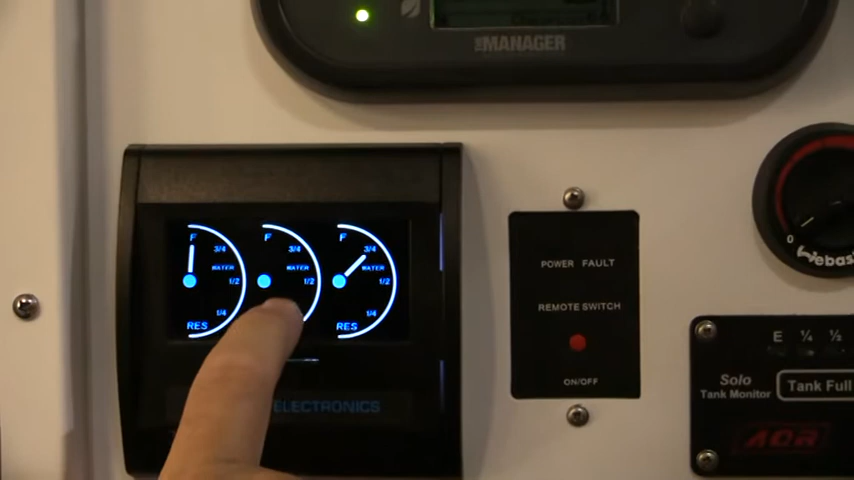 MANAGER
F
3/4
WATER
1/2
1/4
RES
F
3/4
WATER
1/2
F
3/4
WATER
1/2
1/4
RES
ELECTRONICS
POWER FAULT
REMOTE SWITCH
ON/OFF
0
Webas
E 1/4 1/2
Solo
Tank Monitor
Tank Full
AOR